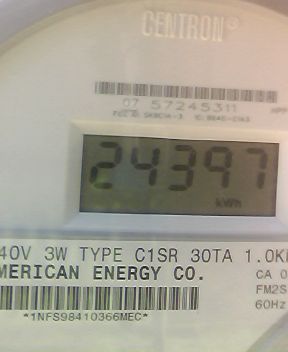 CENTRON®
07 57245311
24397
kWh
40V 3W TYPE C1SR 30TA 1.0K
MERICAN ENERGY CO.
CA 0
FM2S
60Hz
*1NFS98410366MEC*